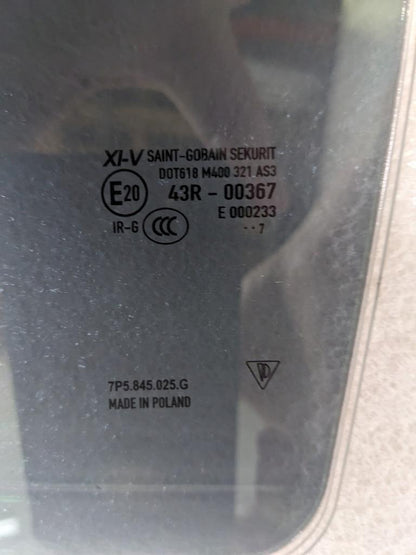 XI-V SAINT-GOBAIN SEKURIT
DOT618 M400 321 AS3
E20 43R - 00367
E 000233
IR-G CCC
·· 7
7P5.845.025.G
MADE IN POLAND